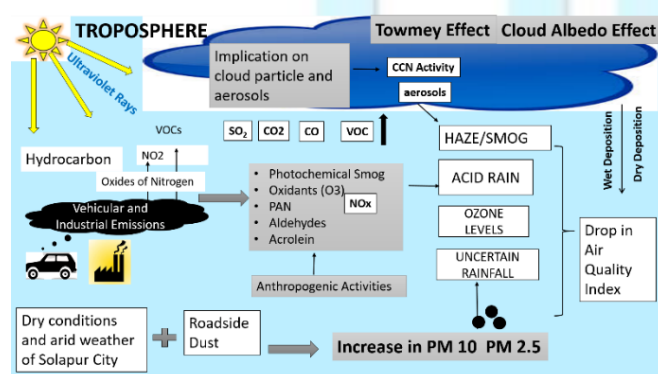 TROPOSPHERE
Towmey Effect
Cloud Albedo Effect
Ultraviolet Rays
Implication on
cloud particle and
aerosols
CCN Activity
aerosols
VOCs
SO2
CO2
CO
VOC
HAZE/SMOG
Wet Deposition
Dry Deposition
Hydrocarbon
NO2
Oxides of Nitrogen
Vehicular and
Industrial Emissions
• Photochemical Smog
• Oxidants (O3)
• PAN
• Aldehydes
• Acrolein
NOx
ACID RAIN
OZONE
LEVELS
UNCERTAIN
RAINFALL
Drop in
Air
Quality
Index
Anthropogenic Activities
Dry conditions
and arid weather
of Solapur City
Roadside
Dust
Increase in PM 10 PM 2.5